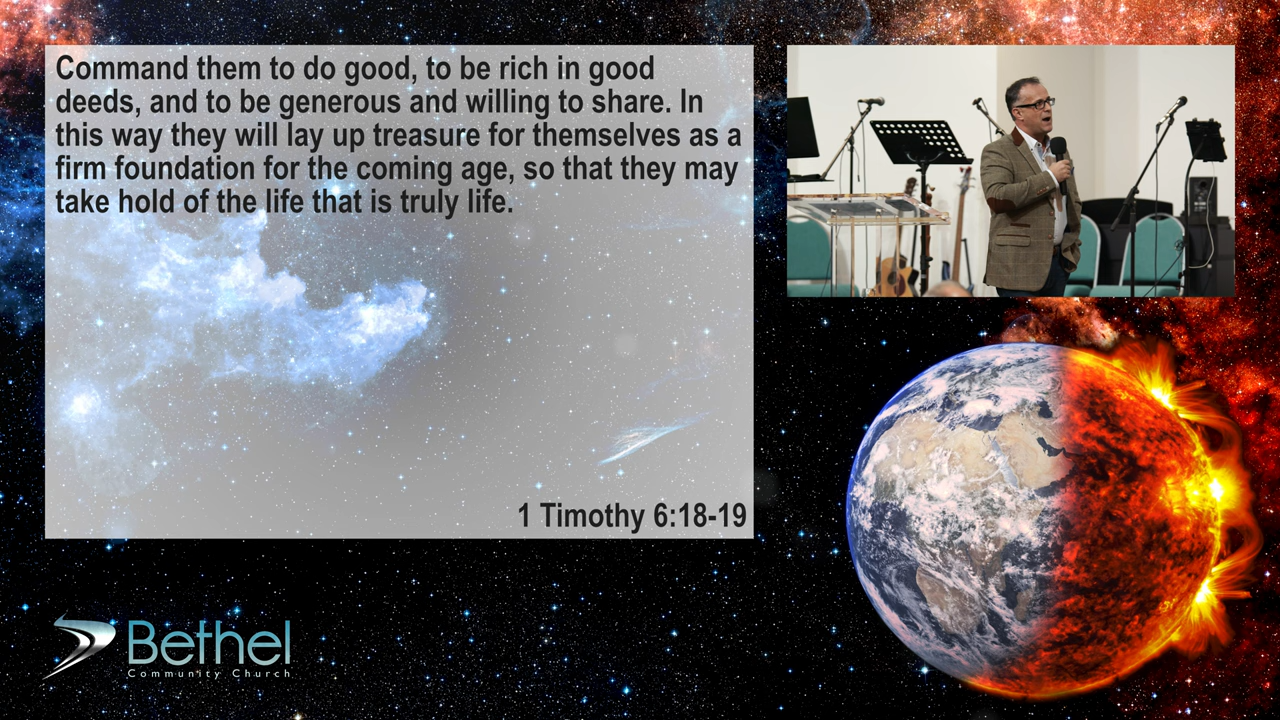 Command them to do good, to be rich in good
deeds, and to be generous and willing to share. In
this way they will lay up treasure for themselves as a
firm foundation for the coming age, so that they may
take hold of the life that is truly life.
1 Timothy 6:18-19
Bethel
Community Church